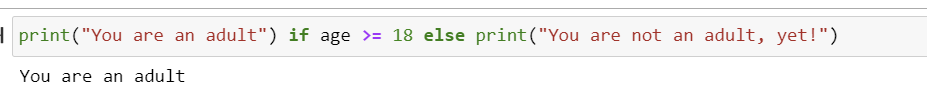 print("You are an adult") if age >= 18 else print("You are not an adult, yet!")
You are an adult